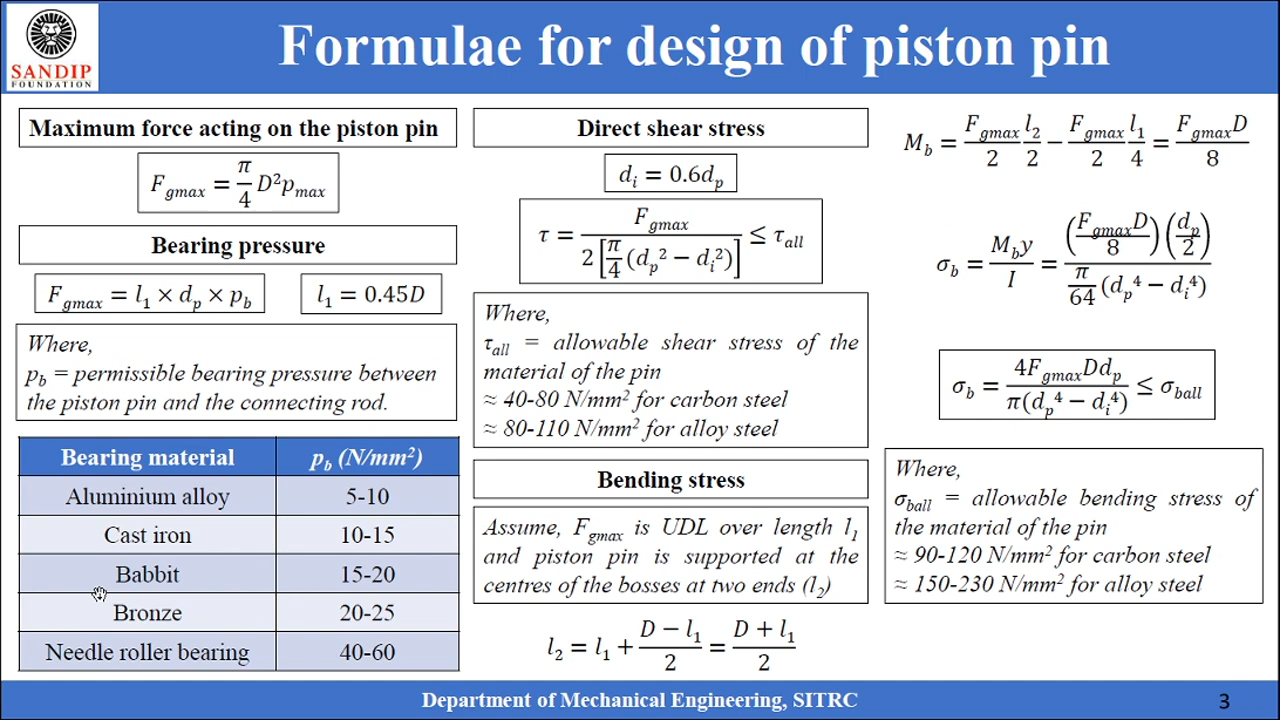 SANDIP
FOUNDATION
Formulae for design of piston pin
Maximum force acting on the piston pin
F_gmax = π/4 D² p_max
Bearing pressure
F_gmax = l₁ × d_p × p_b
l₁ = 0.45D
Where,
p_b = permissible bearing pressure between
the piston pin and the connecting rod.
Bearing material p_b (N/mm²)
Aluminium alloy 5-10
Cast iron 10-15
Babbit 15-20
Bronze 20-25
Needle roller bearing 40-60
Direct shear stress
d_i = 0.6d_p
τ = F_gmax / 2[π/4 (d_p² − d_i²)] ≤ τ_all
Where,
τ_all = allowable shear stress of the
material of the pin
≈ 40-80 N/mm² for carbon steel
≈ 80-110 N/mm² for alloy steel
Bending stress
Assume, F_gmax is UDL over length l₁
and piston pin is supported at the
centres of the bosses at two ends (l₂)
l₂ = l₁ + (D − l₁)/2 = (D + l₁)/2
M_b = F_gmax/2 l₂/2 − F_gmax/2 l₁/4 = F_gmax D/8
σ_b = M_b y/I = (F_gmax D/8)(d_p/2) / π/64 (d_p⁴ − d_i⁴)
σ_b = 4F_gmax Dd_p / π(d_p⁴ − d_i⁴) ≤ σ_ball
Where,
σ_ball = allowable bending stress of
the material of the pin
≈ 90-120 N/mm² for carbon steel
≈ 150-230 N/mm² for alloy steel
Department of Mechanical Engineering, SITRC
3